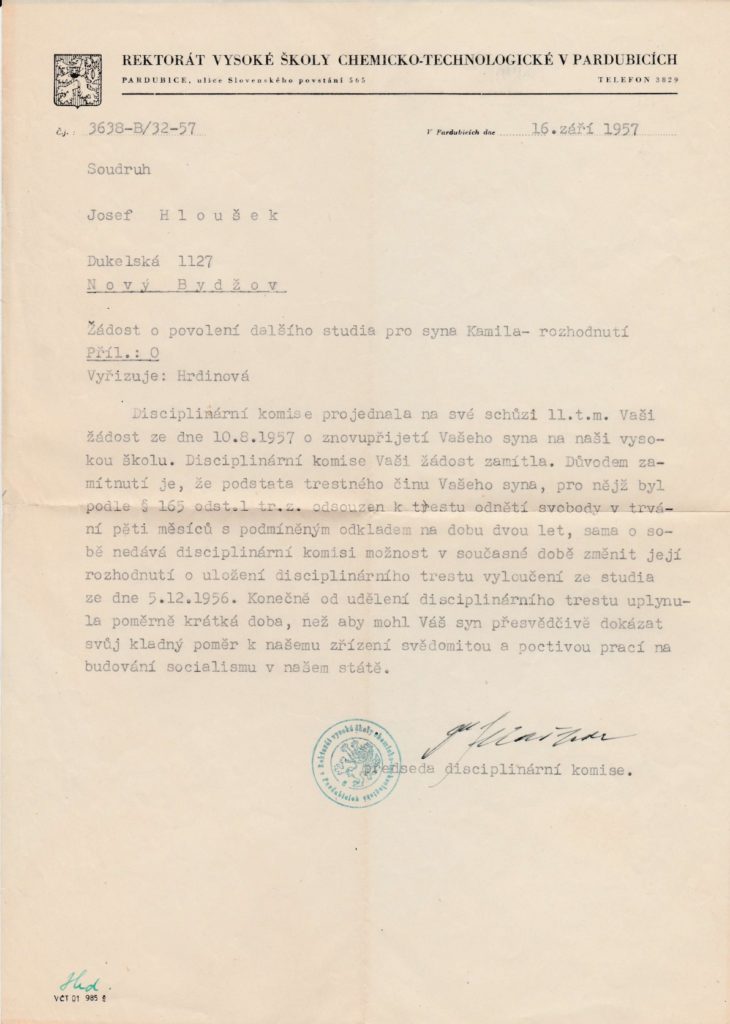 REKTORÁT VYSOKÉ ŠKOLY CHEMICKO-TECHNOLOGICKÉ V PARDUBICÍCH
PARDUBICE, ulice Slovenského povstání 565 TELEFON 3829
čj.: 3638-B/32-57 V Pardubicích dne 16.září 1957
Soudruh
Josef H l o u š e k
Dukelská 1127
N o v ý B y d ž o v
Žádost o povolení dalšího studia pro syna Kamila- rozhodnutí
Příl.: 0
Vyřizuje: Hrdinová
Disciplinární komise projednala na své schůzi 11.t.m. Vaši
žádost ze dne 10.8.1957 o znovupřijetí Vašeho syna na naši vyso-
kou školu. Disciplinární komise Vaši žádost zamítla. Důvodem za-
mítnutí je, že podstata trestného činu Vašeho syna, pro nějž byl
podle § 165 odst.1 tr.z. odsouzen k trestu odnětí svobody v trvá-
ní pěti měsíců s podmíněným odkladem na dobu dvou let, sama o so-
bě nedává disciplinární komisi možnost v současné době změnit její
rozhodnutí o uložení disciplinárního trestu vyloučení ze studia
ze dne 5.12.1956. Konečně od udělení disciplinárního trestu uplynu-
la poměrně krátká doba, než aby mohl Váš syn přesvědčivě dokázat
svůj kladný poměr k našemu zřízení svědomitou a poctivou prací na
budování socialismu v našem státě.
předseda disciplinární komise.
Hrd.
VČT 01 985